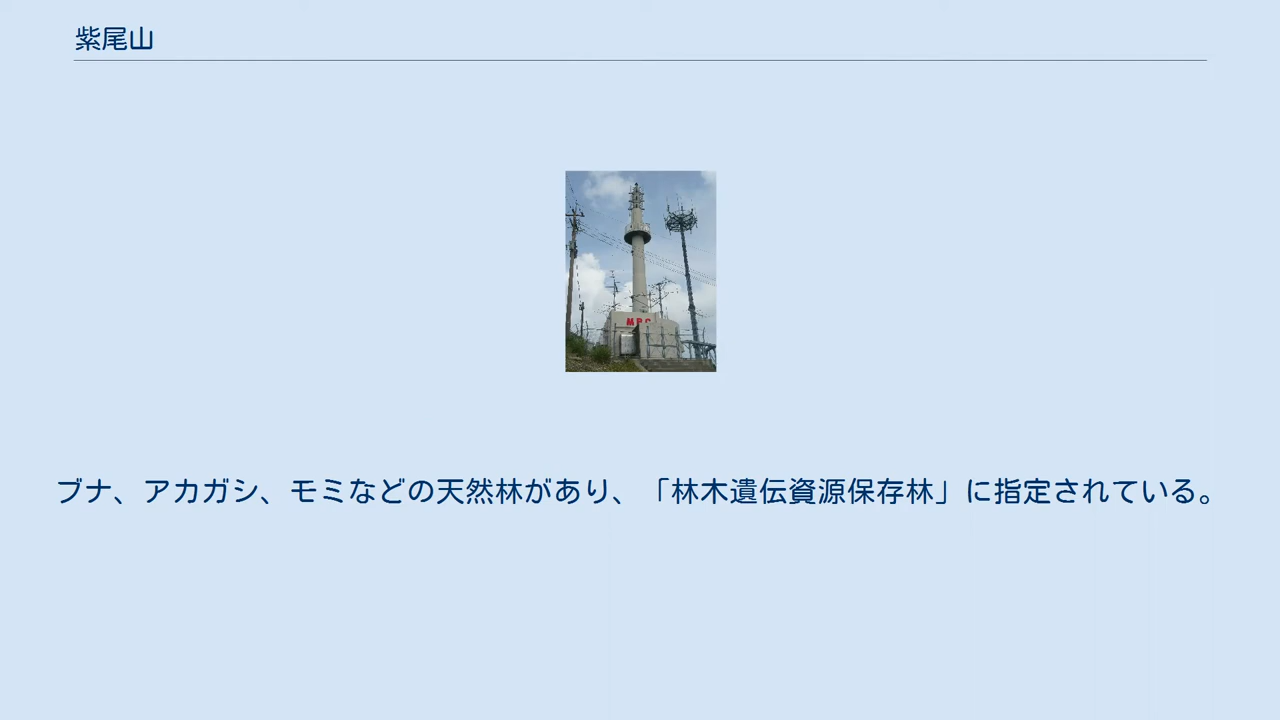 紫尾山
MBC
ブナ、アカガシ、モミなどの天然林があり、「林木遺伝資源保存林」に指定されている。